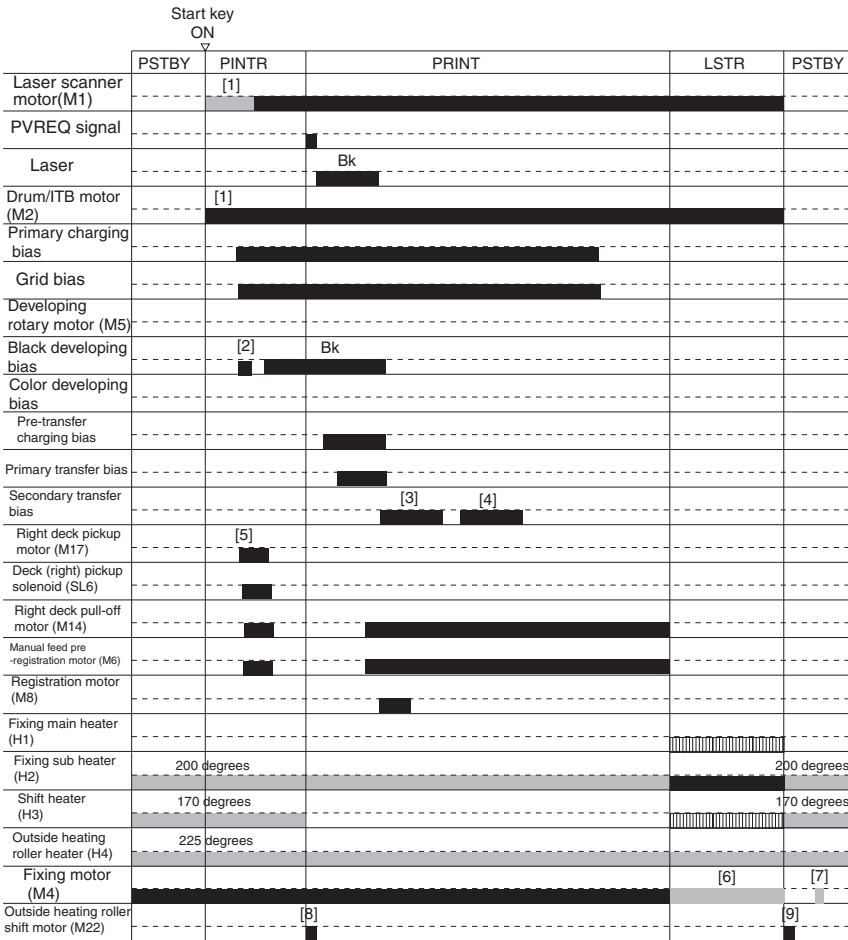 Start key
ON
PSTBY PINTR PRINT LSTR PSTBY
Laser scanner
motor(M1)
[1]
PVREQ signal
Laser
Bk
Drum/ITB motor
(M2)
[1]
Primary charging
bias
Grid bias
Developing
rotary motor (M5)
Black developing
bias
[2] Bk
Color developing
bias
Pre-transfer
charging bias
Primary transfer bias
Secondary transfer
bias
[3] [4]
Right deck pickup
motor (M17)
[5]
Deck (right) pickup
solenoid (SL6)
Right deck pull-off
motor (M14)
Manual feed pre
-registration motor (M6)
Registration motor
(M8)
Fixing main heater
(H1)
Fixing sub heater
(H2)
200 degrees 200 degrees
Shift heater
(H3)
170 degrees 170 degrees
Outside heating
roller heater (H4)
225 degrees
Fixing motor
(M4)
[6] [7]
Outside heating roller
shift motor (M22)
[8] [9]